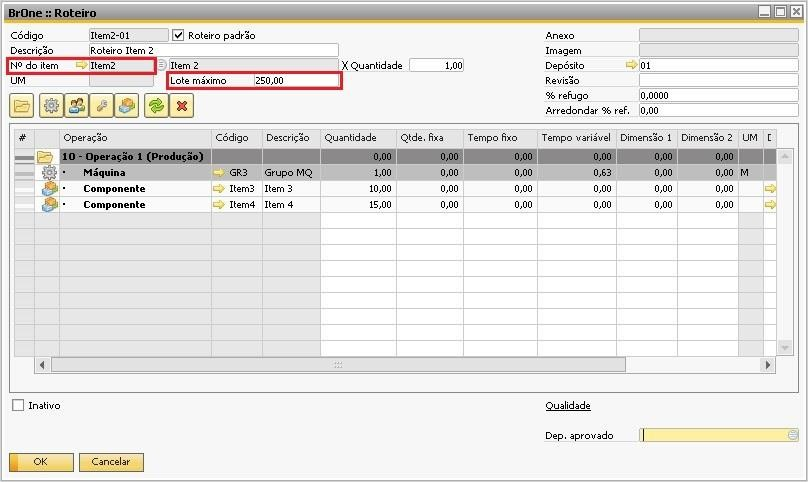 BrOne :: Roteiro
Código Item2-01 Roteiro padrão Anexo
Descrição Roteiro Item 2 Imagem
Nº do item Item2 Item 2 X Quantidade 1,00 Depósito 01
UM Lote máximo 250,00 Revisão
% refugo 0,0000
Arredondar % ref. 0,00
# Operação Código Descrição Quantidade Qtde. fixa Tempo fixo Tempo variável Dimensão 1 Dimensão 2 UM D
10 - Operação 1 (Produção) 0,00 0,00 0,00 0,00 0,00 0,00
Máquina GR3 Grupo MQ 1,00 0,00 0,00 0,63 0,00 0,00 M
Componente Item3 Item 3 10,00 0,00 0,00 0,00 0,00 0,00
Componente Item4 Item 4 15,00 0,00 0,00 0,00 0,00 0,00
Inativo Qualidade
Dep. aprovado
OK Cancelar